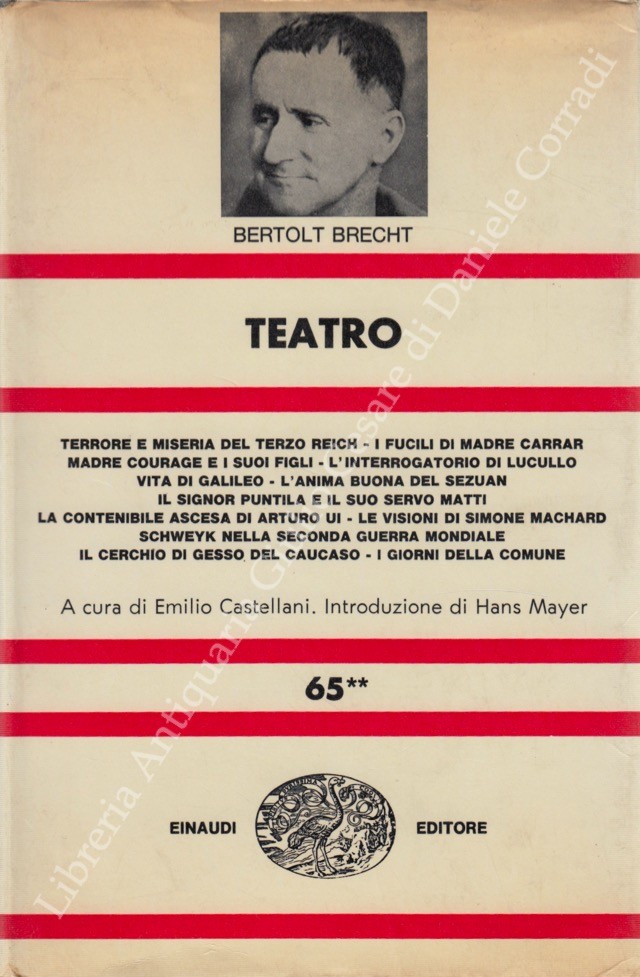 BERTOLT BRECHT
TEATRO
TERRORE E MISERIA DEL TERZO REICH - I FUCILI DI MADRE CARRAR
MADRE COURAGE E I SUOI FIGLI - L'INTERROGATORIO DI LUCULLO
VITA DI GALILEO - L'ANIMA BUONA DEL SEZUAN
IL SIGNOR PUNTILA E IL SUO SERVO MATTI
LA CONTENIBILE ASCESA DI ARTURO UI - LE VISIONI DI SIMONE MACHARD
SCHWEYK NELLA SECONDA GUERRA MONDIALE
IL CERCHIO DI GESSO DEL CAUCASO - I GIORNI DELLA COMUNE
A cura di Emilio Castellani. Introduzione di Hans Mayer
65**
EINAUDI EDITORE
Libreria Antiquaria Giulio Cesare di Daniele Corradi